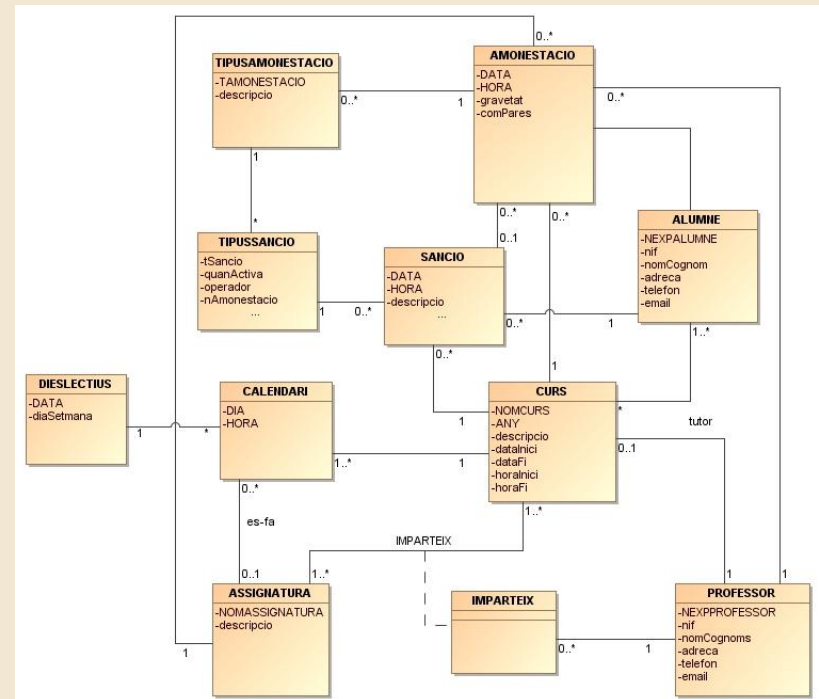 0..*
TIPUSAMONESTACIO
-TAMONESTACIO
-descripcio
AMONESTACIO
-DATA
-HORA
-gravetat
-comPares
0..*
1
0..*
1
*
0..*
0..1
0..*
ALUMNE
-NEXPALUMNE
-nif
-nomCognom
-adreca
-telefon
-email
TIPUSSANCIO
-tSancio
-quanActiva
-operador
-nAmonestacio
...
SANCIO
-DATA
-HORA
-descripcio
...
1
0..*
0..*
1
0..*
1
1..*
DIESLECTIUS
-DATA
-diaSetmana
CALENDARI
-DIA
-HORA
CURS
-NOMCURS
-ANY
-descripcio
-dataInici
-dataFi
-horaInici
-horaFi
1
*
1
*
tutor
0..1
1..*
1
0..*
es-fa
1..*
IMPARTEIX
0..1
1..*
1
1
ASSIGNATURA
-NOMASSIGNATURA
-descripcio
IMPARTEIX
PROFESSOR
-NEXPPROFESSOR
-nif
-nomCognoms
-adreca
-telefon
-email
1
0..*
1